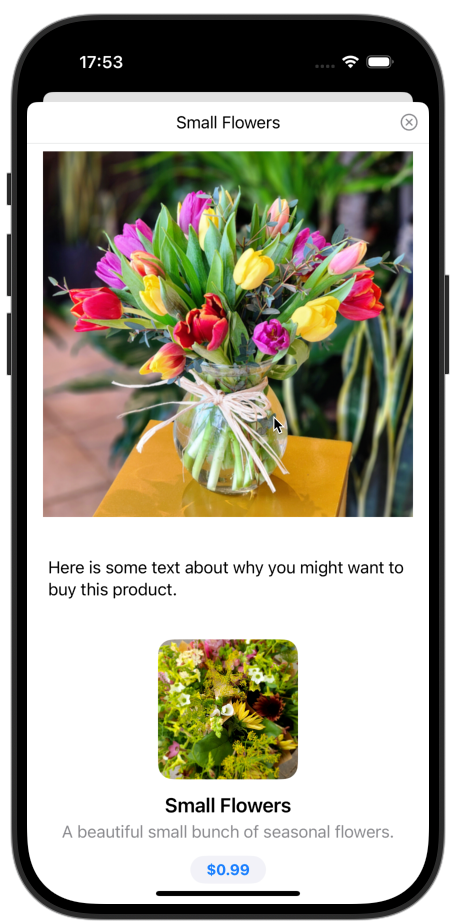 17:53
Small Flowers
Here is some text about why you might want to
buy this product.
Small Flowers
A beautiful small bunch of seasonal flowers.
$0.99